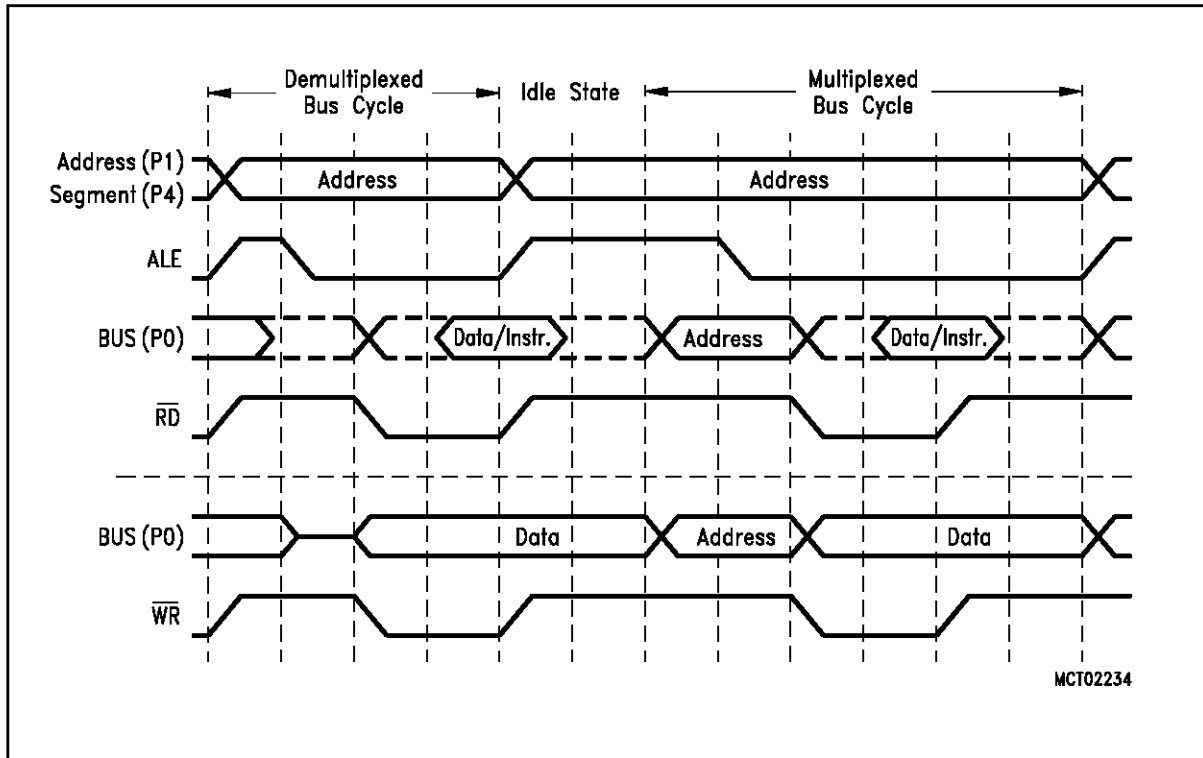 Demultiplexed
Bus Cycle
Idle State
Multiplexed
Bus Cycle
Address (P1)
Segment (P4)
Address
Address
ALE
BUS (P0)
Data/Instr.
Address
Data/Instr.
RD
BUS (P0)
Data
Address
Data
WR
MCT02234